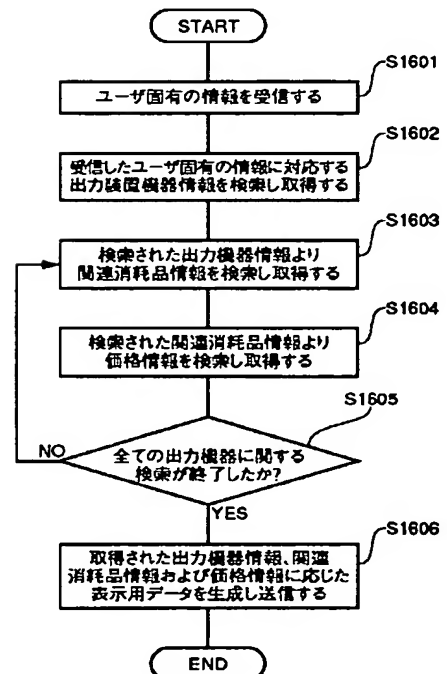 START
S1601
ユーザ固有の情報を受信する
S1602
受信したユーザ固有の情報に対応する
出力装置機器情報を検索し取得する
S1603
検索された出力機器情報より
関連消耗品情報を検索し取得する
S1604
検索された関連消耗品情報より
価格情報を検索し取得する
S1605
NO
全ての出力機器に関する
検索が終了したか?
YES
S1606
取得された出力機器情報、関連
消耗品情報および価格情報に応じた
表示用データを生成し送信する
END